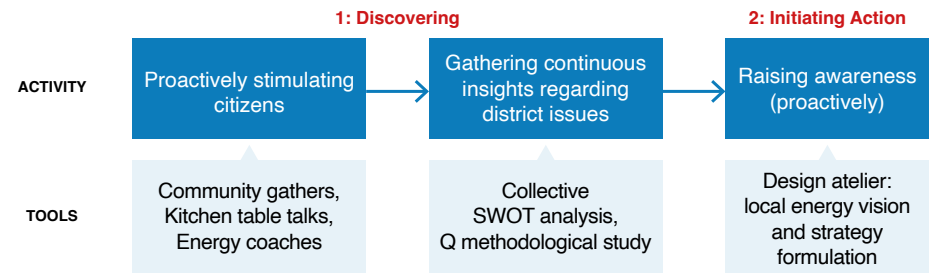 1: Discovering
2: Initiating Action
ACTIVITY
Proactively stimulating
citizens
Gathering continuous
insights regarding
district issues
Raising awareness
(proactively)
TOOLS
Community gathers,
Kitchen table talks,
Energy coaches
Collective
SWOT analysis,
Q methodological study
Design atelier:
local energy vision
and strategy
formulation